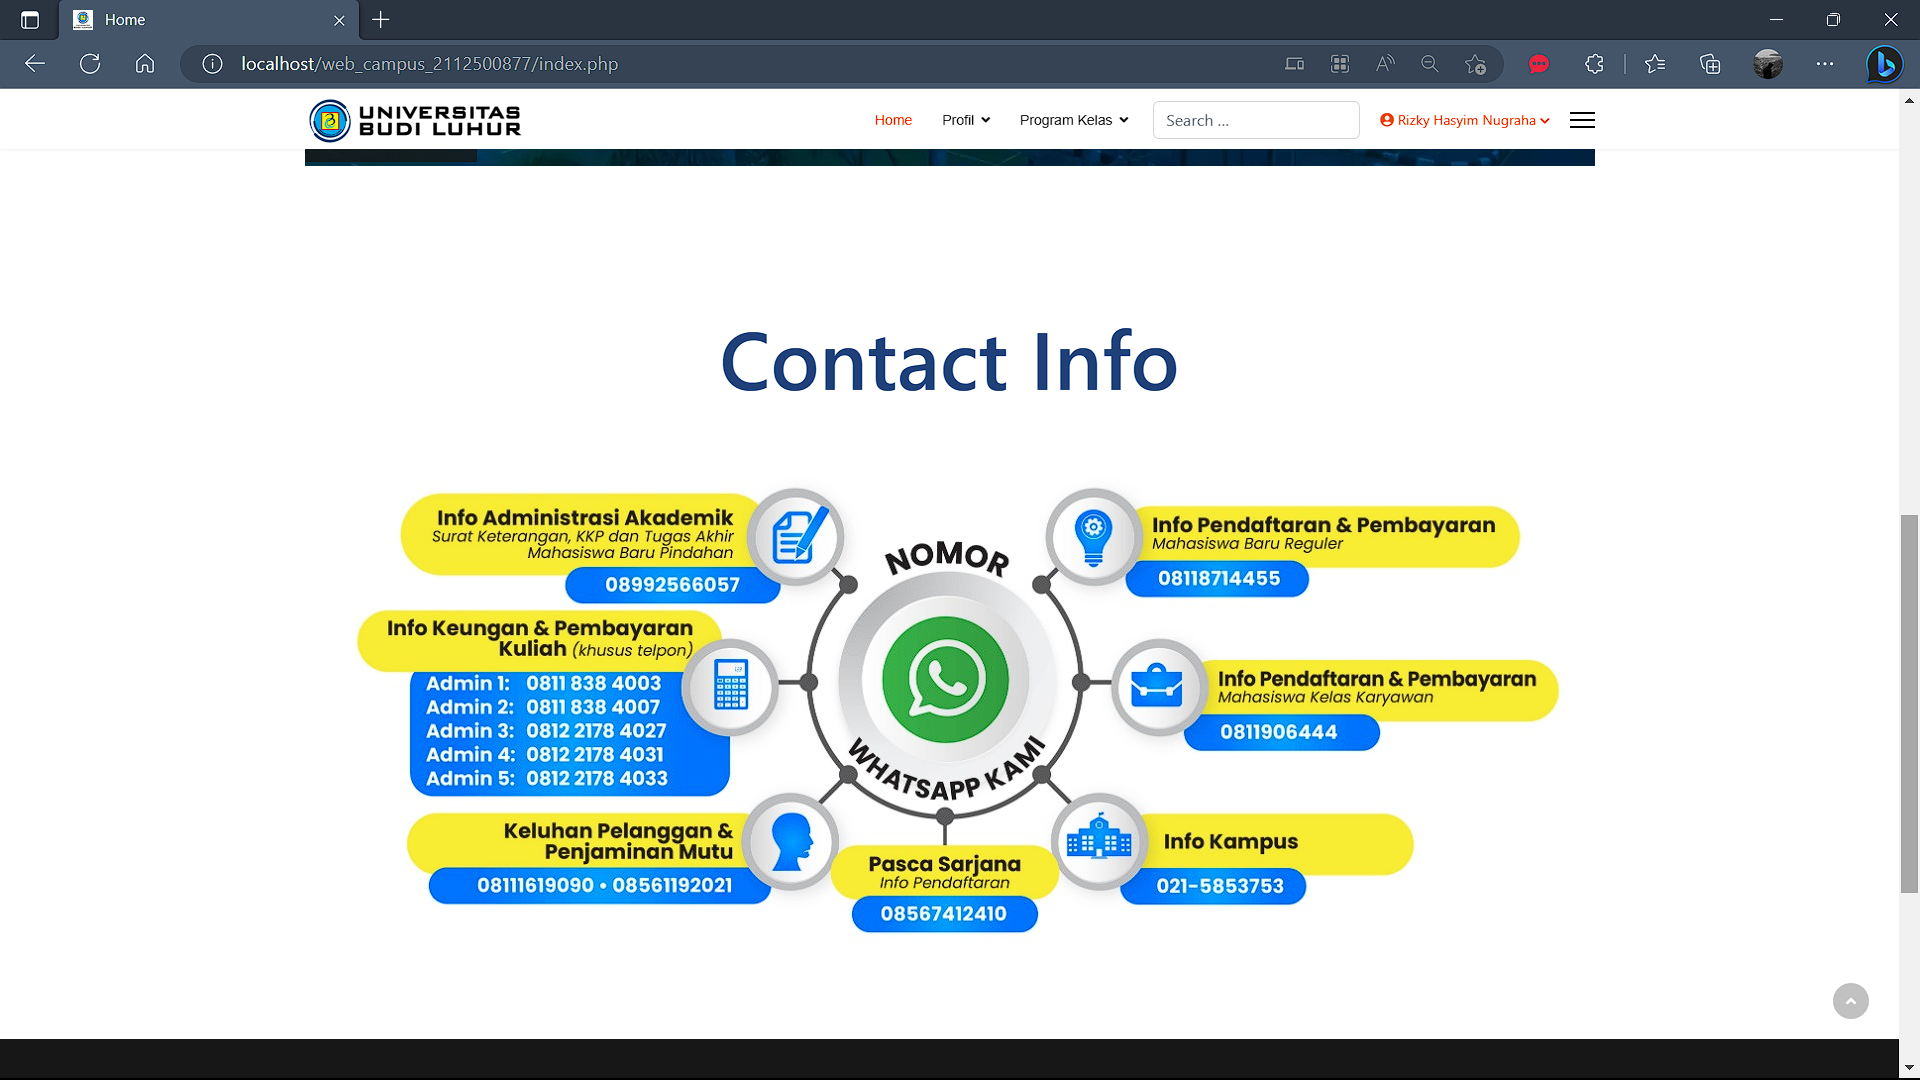 Home
localhost/web_campus_2112500877/index.php
UNIVERSITAS
BUDI LUHUR
Home
Profil
Program Kelas
Search ...
Rizky Hasyim Nugraha
Contact Info
Info Administrasi Akademik
Surat Keterangan, KKP dan Tugas Akhir
Mahasiswa Baru Pindahan
08992566057
Info Keungan & Pembayaran
Kuliah (khusus telpon)
Admin 1: 0811 838 4003
Admin 2: 0811 838 4007
Admin 3: 0812 2178 4027
Admin 4: 0812 2178 4031
Admin 5: 0812 2178 4033
Keluhan Pelanggan &
Penjaminan Mutu
08111619090 • 08561192021
NOMOR
WHATSAPP KAMI
Pasca Sarjana
Info Pendaftaran
08567412410
Info Pendaftaran & Pembayaran
Mahasiswa Baru Reguler
08118714455
Info Pendaftaran & Pembayaran
Mahasiswa Kelas Karyawan
0811906444
Info Kampus
021-5853753